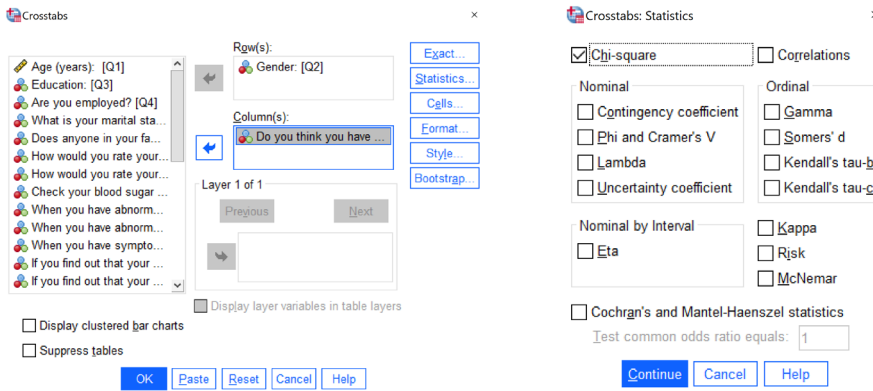 Crosstabs
Age (years): [Q1]
Education: [Q3]
Are you employed? [Q4]
What is your marital sta...
Does anyone in your fa...
How would you rate your...
How would you rate your...
Check your blood sugar ...
When you have abnorm...
When you have abnorm...
When you have sympto...
If you find out that your ...
If you find out that your ...
Row(s):
Gender: [Q2]
Column(s):
Do you think you have ...
Layer 1 of 1
Previous
Next
Display layer variables in table layers
Exact...
Statistics...
Cells...
Format...
Style...
Bootstrap...
Display clustered bar charts
Suppress tables
OK
Paste
Reset
Cancel
Help
Crosstabs: Statistics
Chi-square
Correlations
Nominal
Contingency coefficient
Phi and Cramer's V
Lambda
Uncertainty coefficient
Ordinal
Gamma
Somers' d
Kendall's tau-b
Kendall's tau-c
Nominal by Interval
Eta
Kappa
Risk
McNemar
Cochran's and Mantel-Haenszel statistics
Test common odds ratio equals: 1
Continue
Cancel
Help